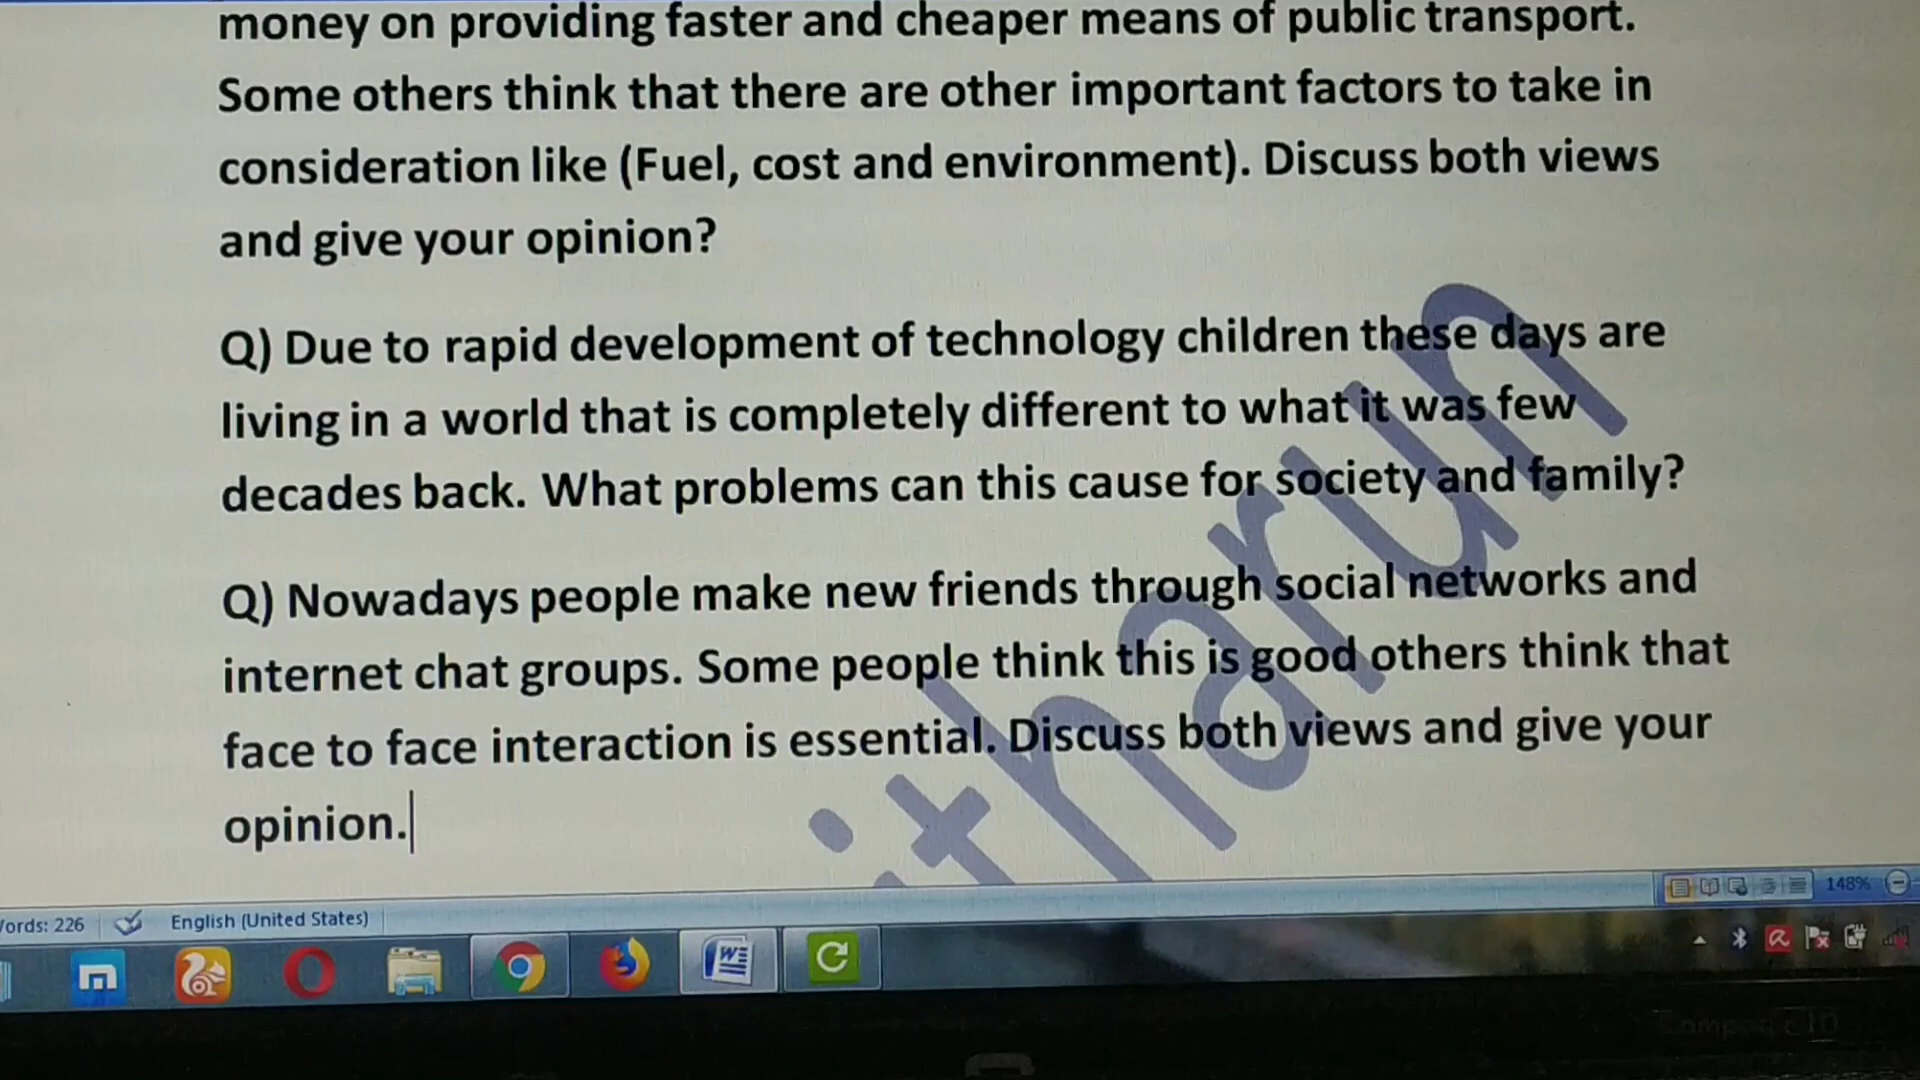 money on providing faster and cheaper means of public transport.
Some others think that there are other important factors to take in
consideration like (Fuel, cost and environment). Discuss both views
and give your opinion?
Q) Due to rapid development of technology children these days are
living in a world that is completely different to what it was few
decades back. What problems can this cause for society and family?
Q) Nowadays people make new friends through social networks and
internet chat groups. Some people think this is good others think that
face to face interaction is essential. Discuss both views and give your
opinion.
itharun
ords: 226
English (United States)
148%